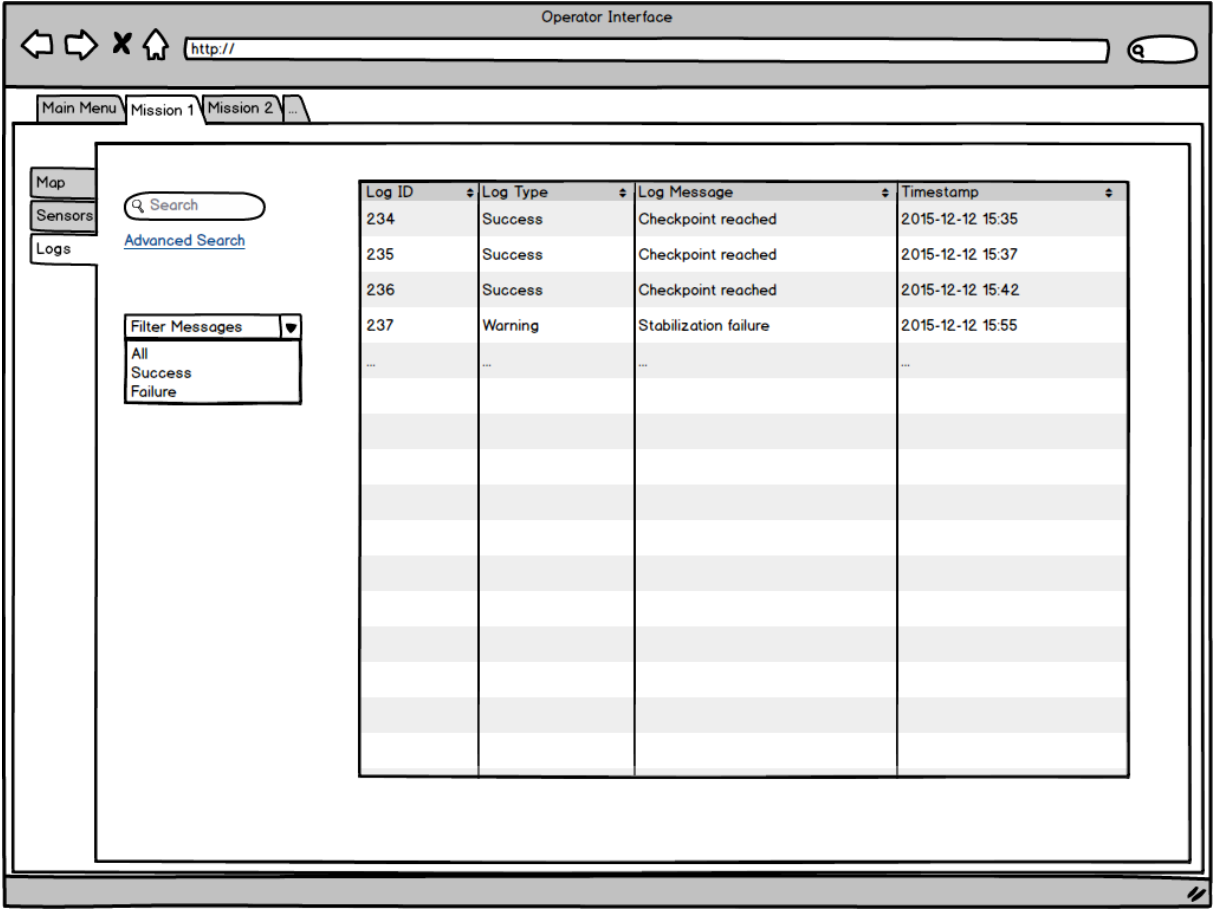 Operator Interface
http://
Main Menu Mission 1 Mission 2 ...
Map
Sensors
Logs
Search
Advanced Search
Filter Messages
All
Success
Failure
Log ID Log Type Log Message Timestamp
234 Success Checkpoint reached 2015-12-12 15:35
235 Success Checkpoint reached 2015-12-12 15:37
236 Success Checkpoint reached 2015-12-12 15:42
237 Warning Stabilization failure 2015-12-12 15:55
... ... ... ...